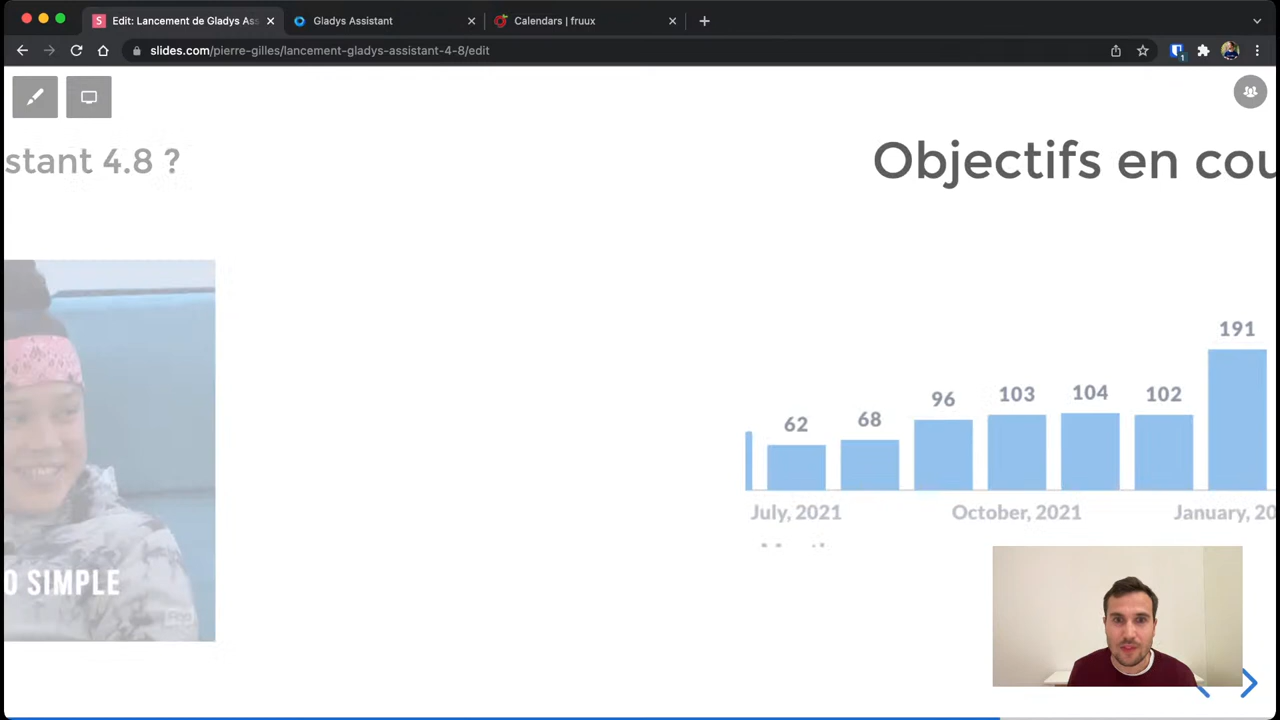 Edit: Lancement de Gladys Ass
Gladys Assistant
Calendars | fruux
slides.com/pierre-gilles/lancement-gladys-assistant-4-8/edit
1
stant 4.8 ?
Objectifs en cou
62
68
96
103
104
102
191
July, 2021
October, 2021
January, 20
O SIMPLE